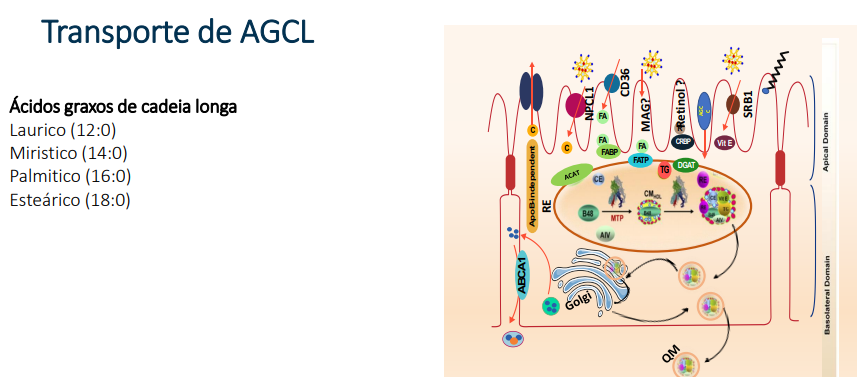 Transporte de AGCL
Ácidos graxos de cadeia longa
Laurico (12:0)
Miristico (14:0)
Palmitico (16:0)
Esteárico (18:0)
NPCL1
CD36
MAG?
Retinol ?
SRB1
Apical Domain
FA
C
C
FA
FABP
FA
FATP
CRBP
Vit E
ApoB-independent
RE
ACAT
CE
TG
DGAT
RE
CM
B48
MTP
AIV
ABCA1
Golgi
Basolateral Domain
QM